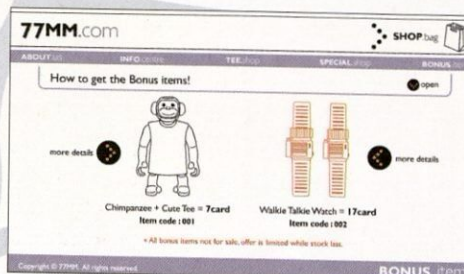 77MM.com
SHOP.bag
ABOUT us INFO.centre TEE.shop SPECIAL.shop BONUS
How to get the Bonus items!
open
more details
more details
Chimpanzee + Cute Tee = 7card
Item code : 001
Walkie Talkie Watch = 17card
Item code : 002
* All bonus items not for sale, offer is limited while stock last.
Copyright © 77MM. All rights reserved.
BONUS.item